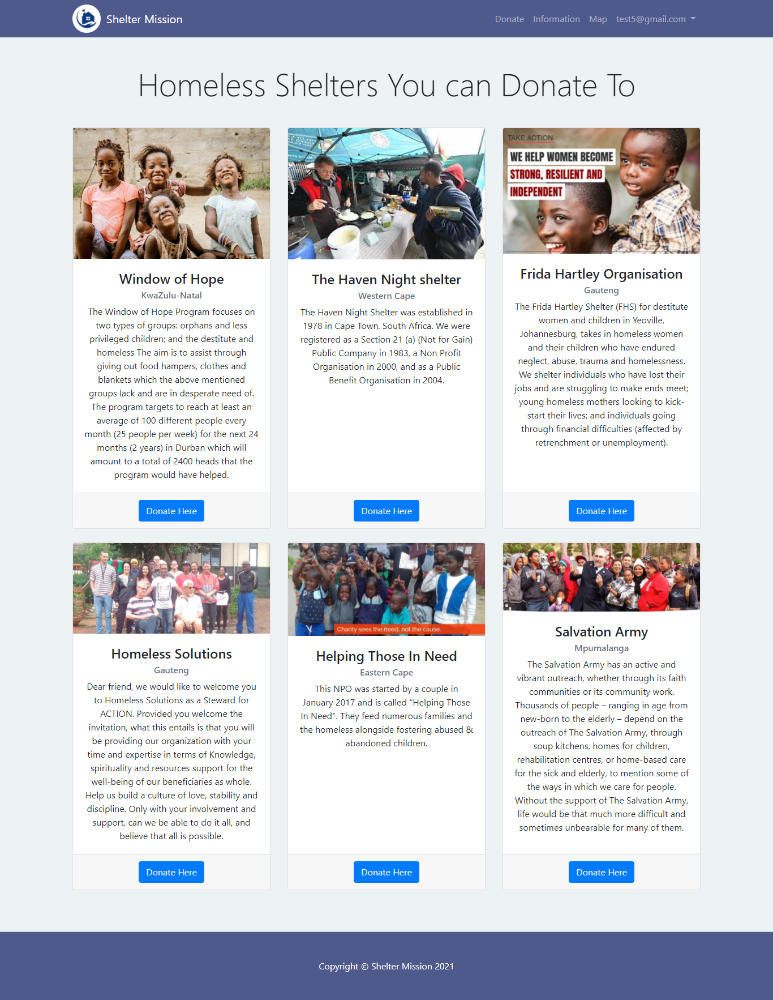 Shelter Mission
Donate Information Map test5@gmail.com
Homeless Shelters You can Donate To
Window of Hope
KwaZulu-Natal
The Window of Hope Program focuses on
two types of groups: orphans and less
privileged children; and the destitute and
homeless The aim is to assist through
giving out food hampers, clothes and
blankets which the above mentioned
groups lack and are in desperate need of.
The program targets to reach at least an
average of 100 different people every
month (25 people per week) for the next 24
months (2 years) in Durban which will
amount to a total of 2400 heads that the
program would have helped.
Donate Here
The Haven Night shelter
Western Cape
The Haven Night Shelter was established in
1978 in Cape Town, South Africa. We were
registered as a Section 21 (a) (Not for Gain)
Public Company in 1983, a Non Profit
Organisation in 2000, and as a Public
Benefit Organisation in 2004.
Donate Here
TAKE ACTION
WE HELP WOMEN BECOME
STRONG, RESILIENT AND
INDEPENDENT
Frida Hartley Organisation
Gauteng
The Frida Hartley Shelter (FHS) for destitute
women and children in Yeoville,
Johannesburg, takes in homeless women
and their children who have endured
neglect, abuse, trauma and homelessness.
We shelter individuals who have lost their
jobs and are struggling to make ends meet;
young homeless mothers looking to kick-
start their lives; and individuals going
through financial difficulties (affected by
retrenchment or unemployment).
Donate Here
Homeless Solutions
Gauteng
Dear friend, we would like to welcome you
to Homeless Solutions as a Steward for
ACTION. Provided you welcome the
invitation, what this entails is that you will
be providing our organization with your
time and expertise in terms of Knowledge,
spirituality and resources support for the
well-being of our beneficiaries as whole.
Help us build a culture of love, stability and
discipline. Only with your involvement and
support, can we be able to do it all, and
believe that all is possible.
Donate Here
Charity sees the need, not the cause.
Helping Those In Need
Eastern Cape
This NPO was started by a couple in
January 2017 and is called “Helping Those
In Need". They feed numerous families and
the homeless alongside fostering abused &
abandoned children.
Donate Here
Salvation Army
Mpumalanga
The Salvation Army has an active and
vibrant outreach, whether through its faith
communities or its community work.
Thousands of people – ranging in age from
new-born to the elderly – depend on the
outreach of The Salvation Army, through
soup kitchens, homes for children,
rehabilitation centres, or home-based care
for the sick and elderly, to mention some of
the ways in which we care for people.
Without the support of The Salvation Army,
life would be that much more difficult and
sometimes unbearable for many of them.
Donate Here
Copyright © Shelter Mission 2021